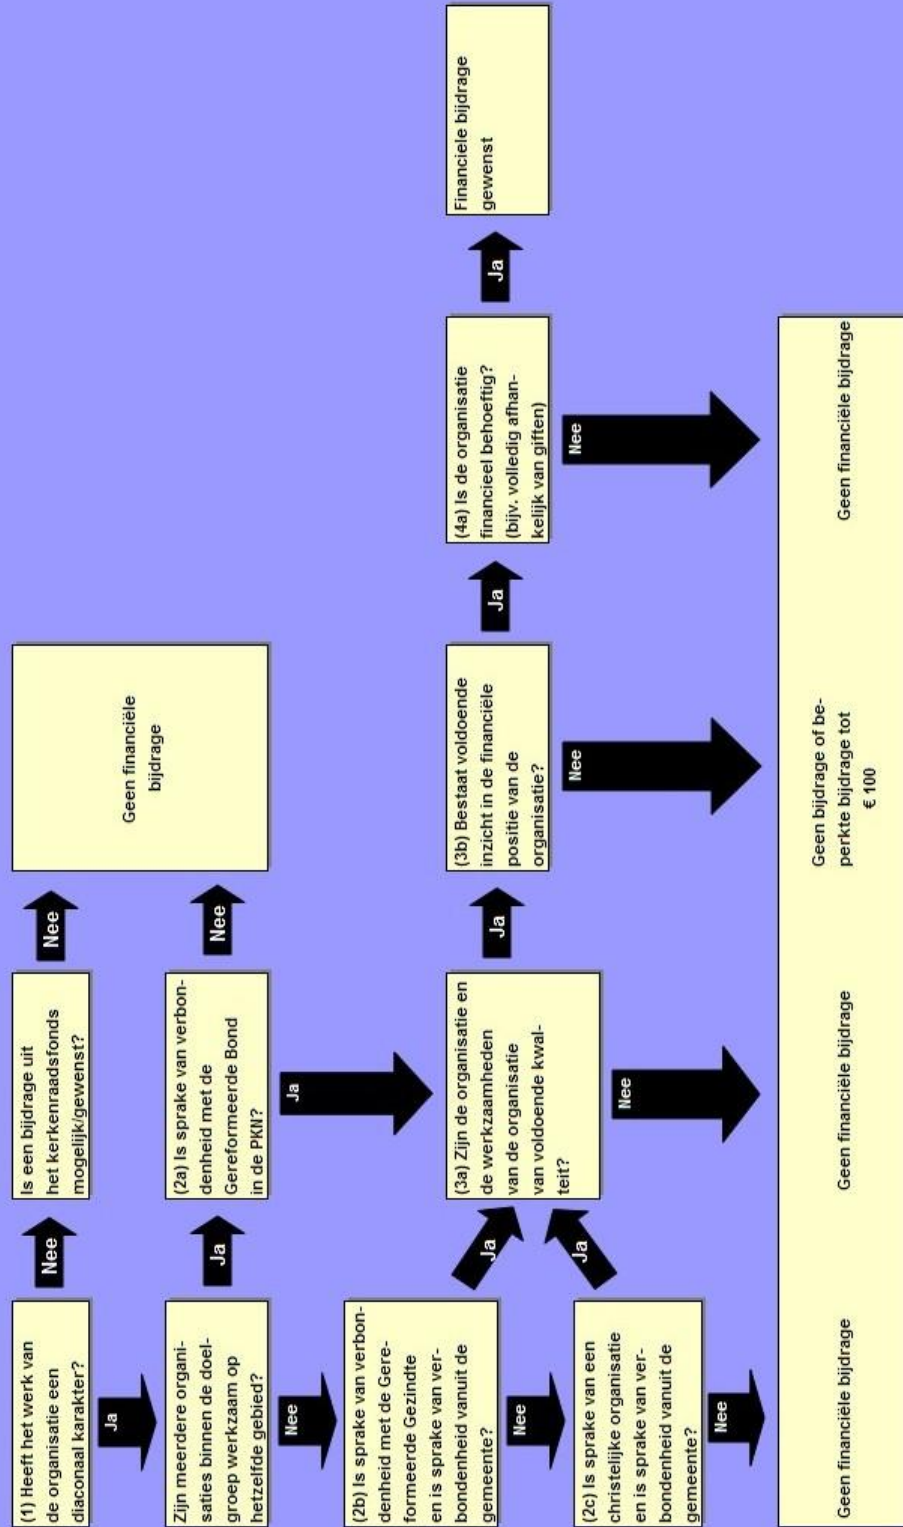 (1) Heeft het werk van
de organisatie een
diaconaal karakter?
Nee
Is een bijdrage uit
het kerkenraadsfonds
mogelijk/gewenst?
Nee
Geen financiële
bijdrage
Ja
Zijn meerdere organi-
saties binnen de doel-
groep werkzaam op
hetzelfde gebied?
Ja
(2a) Is sprake van verbon-
denheid met de
Gereformeerde Bond
in de PKN?
Nee
Nee
Ja
(2b) Is sprake van verbon-
denheid met de Gere-
formeerde Gezindte
en is sprake van ver-
bondenheid vanuit de
gemeente?
Ja
Nee
(2c) Is sprake van een
christelijke organisatie
en is sprake van ver-
bondenheid vanuit de
gemeente?
Ja
Nee
(3a) Zijn de organisatie en
de werkzaamheden
van de organisatie
van voldoende kwal-
teit?
Ja
Nee
(3b) Bestaat voldoende
inzicht in de financiële
positie van de
organisatie?
Ja
Nee
(4a) Is de organisatie
financieel behoeftig?
(bijv. volledig afhan-
kelijk van giften)
Ja
Nee
Financiele bijdrage
gewenst
Geen financiële bijdrage
Geen financiële bijdrage
Geen bijdrage of be-
perkte bijdrage tot
€ 100
Geen financiële bijdrage